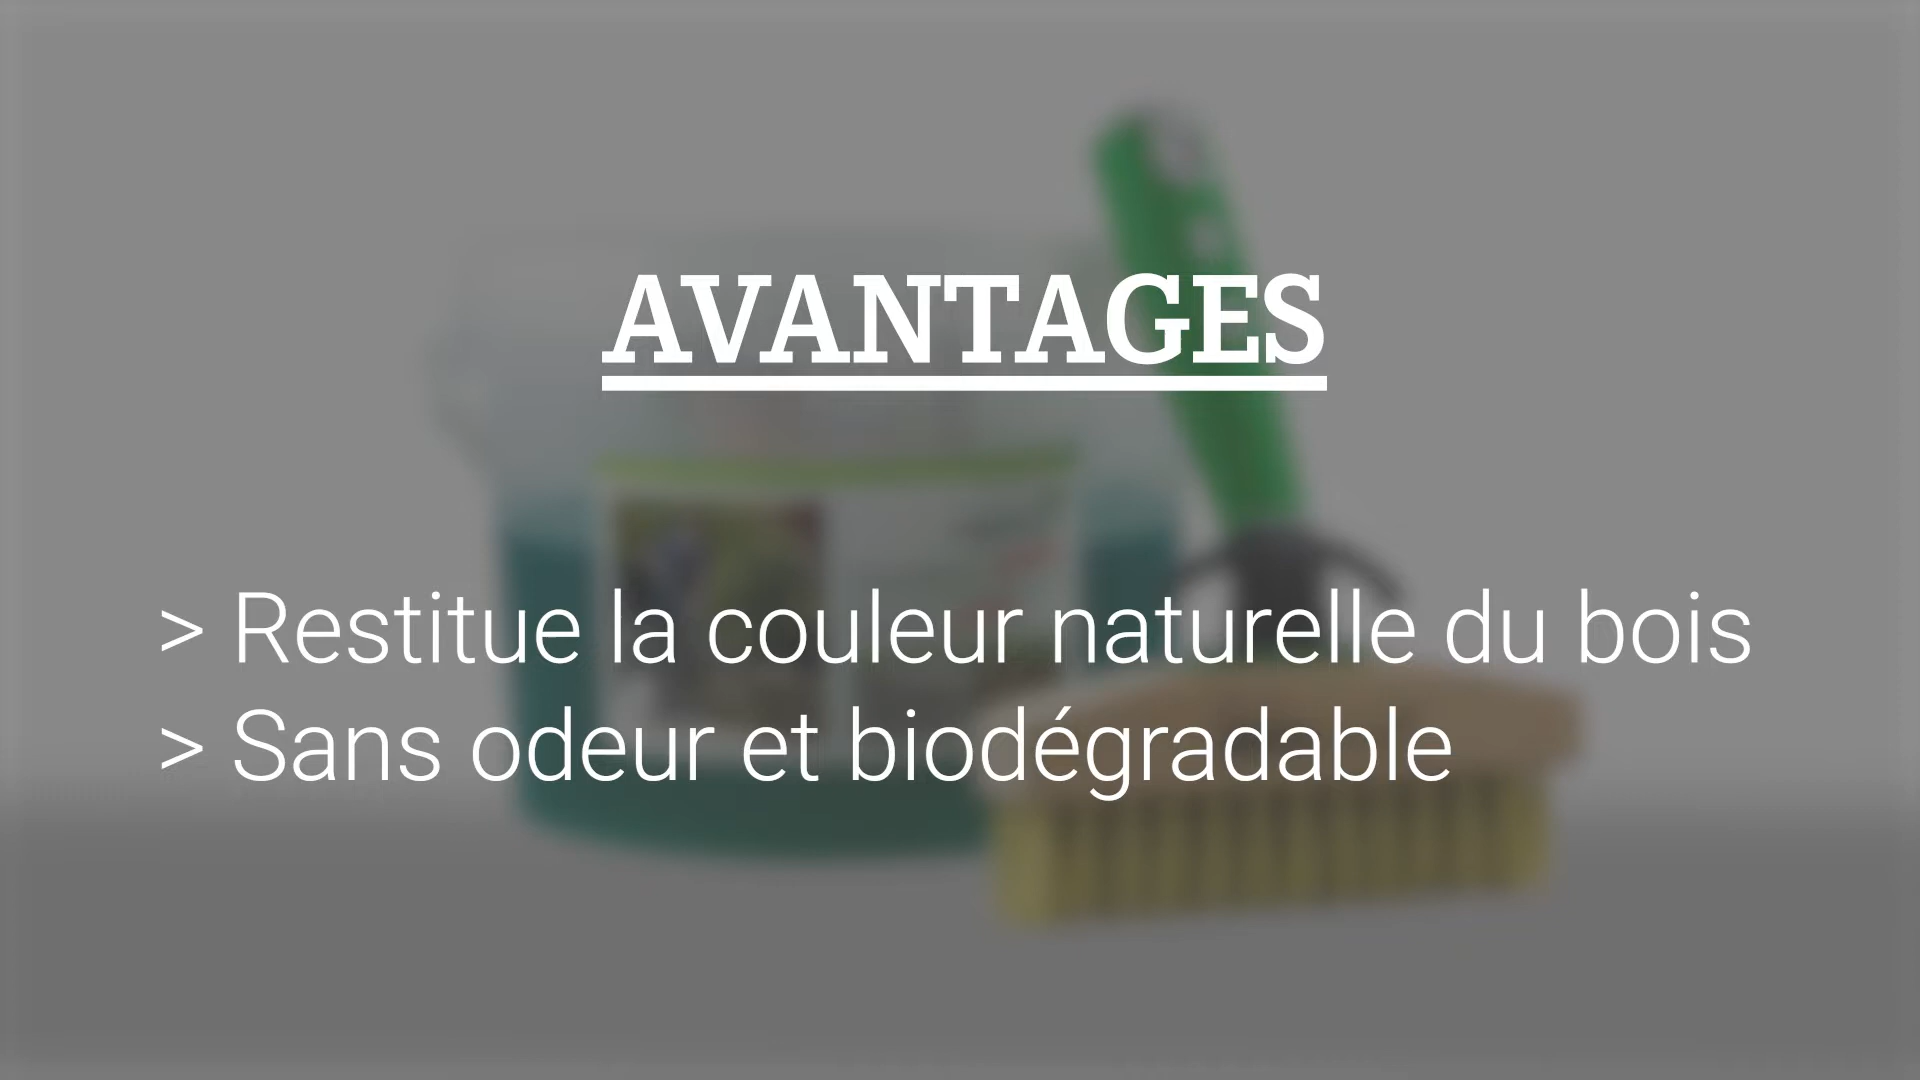 AVANTAGES
> Restitue la couleur naturelle du bois
> Sans odeur et biodégradable